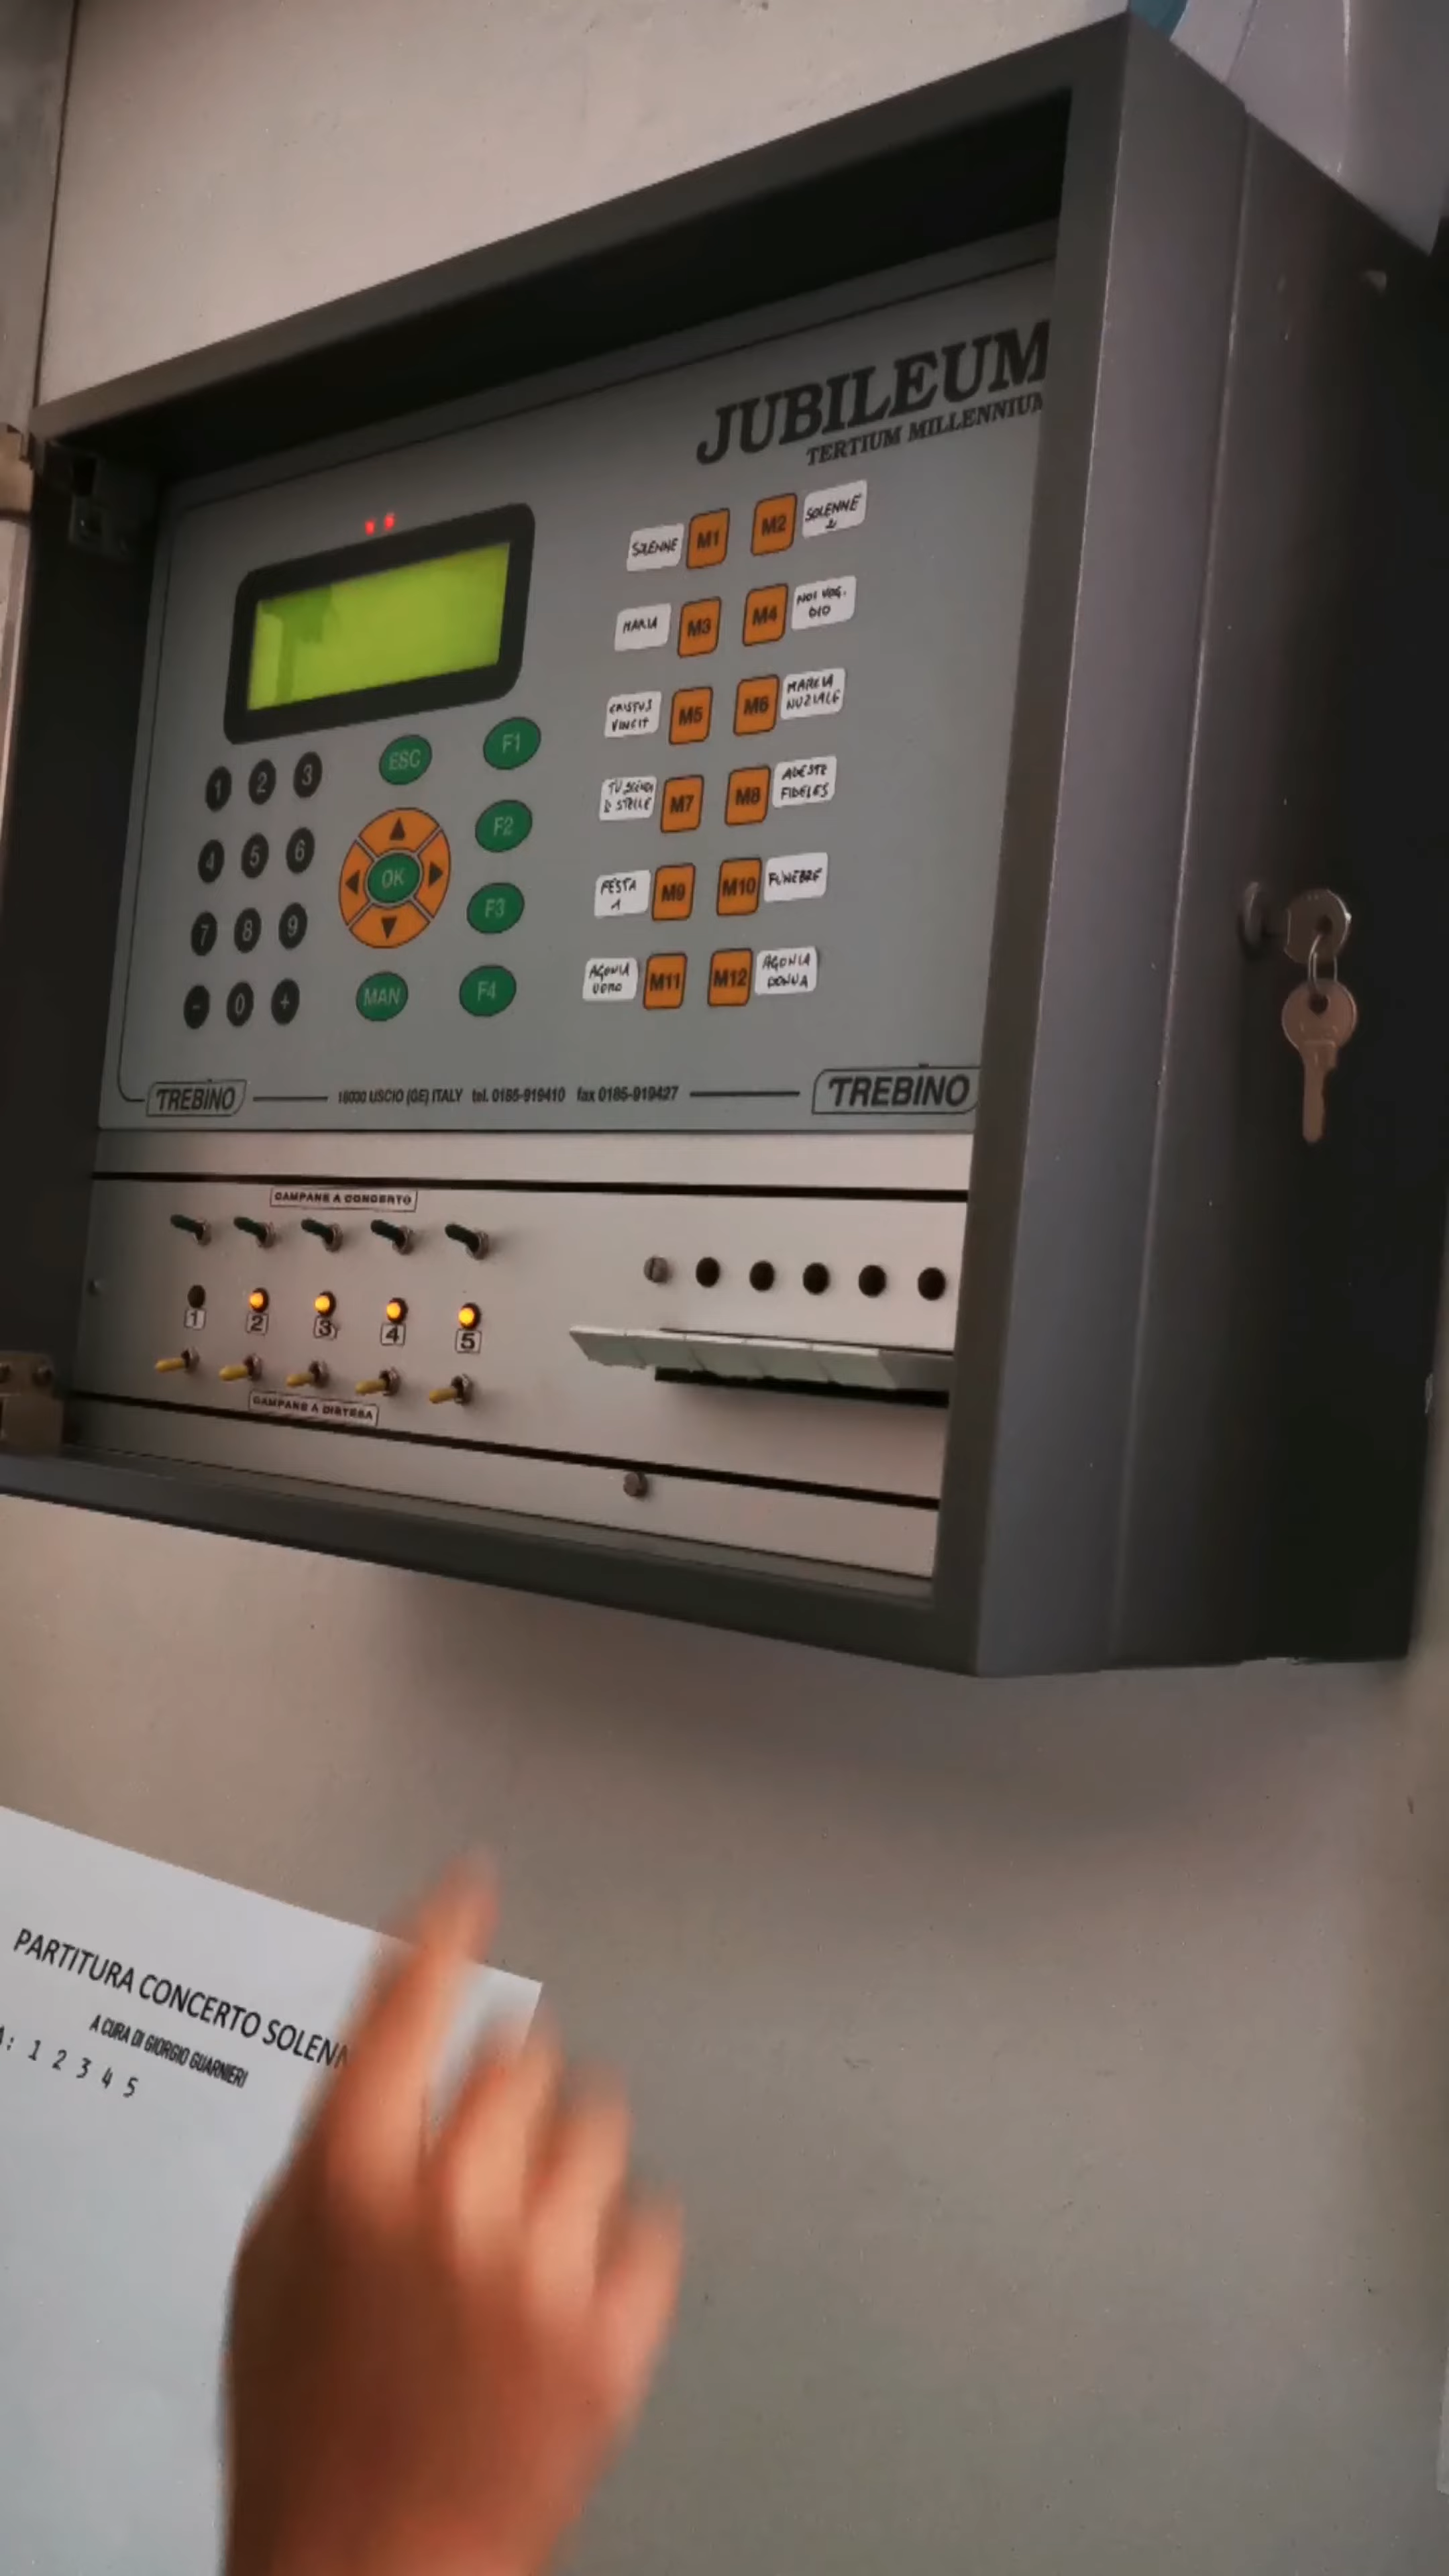 JUBILEUM
TERTIUM MILLENNIUM
SOLENNE M1 M2 SOLENNE 2
MARIA M3 M4 NOI VOG. DIO
CRISTUS VINCIT M5 M6 MARCIA NUZIALE
TU SCENDI D STELLE M7 M8 ADESTE FIDELES
FESTA 1 M9 M10 FUNEBRE
AGONIA UOMO M11 M12 AGONIA DONNA
1 2 3 ESC F1
4 5 6 OK F2
7 8 9 F3
- 0 + MAN F4
TREBINO 16030 USCIO (GE) ITALY tel. 0185-919410 fax 0185-919427 TREBINO
CAMPANE A CONCERTO
1 2 3 4 5
CAMPANE A DISTESA
PARTITURA CONCERTO SOLENN
A CURA DI GIORGIO GUARNIERI
: 1 2 3 4 5